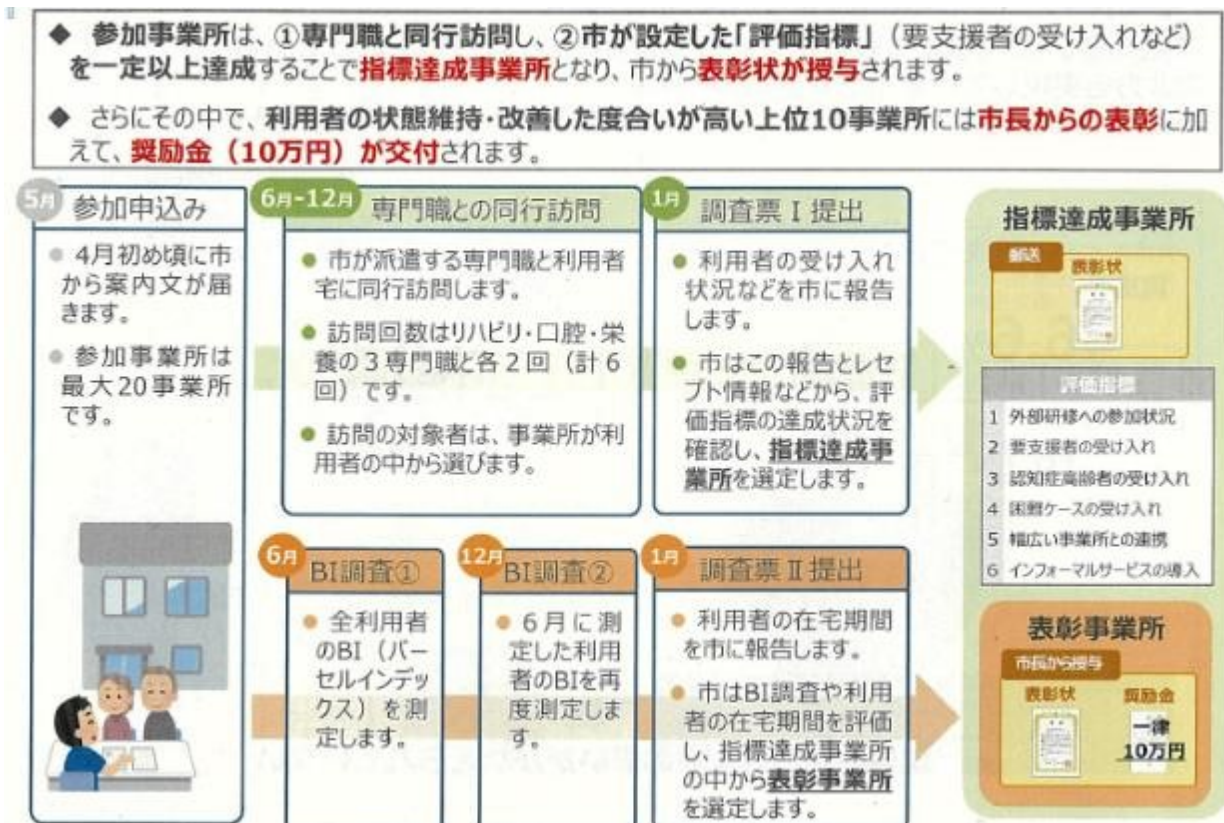 ◆ 参加事業所は、①専門職と同行訪問し、②市が設定した「評価指標」（要支援者の受け入れなど）
を一定以上達成することで指標達成事業所となり、市から表彰状が授与されます。
◆ さらにその中で、利用者の状態維持・改善した度合いが高い上位10事業所には市長からの表彰に加
えて、奨励金（10万円）が交付されます。
5月 参加申込み
● 4月初め頃に市
から案内文が届
きます。
● 参加事業所は
最大20事業所
です。
6月-12月 専門職との同行訪問
● 市が派遣する専門職と利用者
宅に同行訪問します。
● 訪問回数はリハビリ・口腔・栄
養の3専門職と各2回（計6
回）です。
● 訪問の対象者は、事業所が利
用者の中から選びます。
1月 調査票Ⅰ提出
● 利用者の受け入れ
状況などを市に報告
します。
● 市はこの報告とレセ
プト情報などから、評
価指標の達成状況を
確認し、指標達成事
業所を選定します。
6月 BI調査①
● 全利用者
のBI（バー
セルインデッ
クス）を測
定します。
12月 BI調査②
● 6月に測
定した利用
者のBIを再
度測定しま
す。
1月 調査票Ⅱ提出
● 利用者の在宅期間
を市に報告します。
● 市はBI調査や利用
者の在宅期間を評価
し、指標達成事業所
の中から表彰事業所
を選定します。
指標達成事業所
郵送
表彰状
評価指標
1 外部研修への参加状況
2 要支援者の受け入れ
3 認知症高齢者の受け入れ
4 困難ケースの受け入れ
5 幅広い事業所との連携
6 インフォーマルサービスの導入
表彰事業所
市長から授与
表彰状 奨励金
一律
10万円